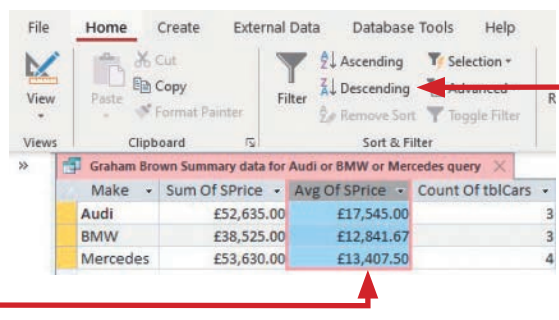 File Home Create External Data Database Tools Help
View
Paste
Cut
Copy
Format Painter
Filter
Ascending
Descending
Remove Sort
Selection
Advanced
Toggle Filter
R
Views Clipboard Sort & Filter
» Graham Brown Summary data for Audi or BMW or Mercedes query
Make Sum Of SPrice Avg Of SPrice Count Of tblCars
Audi £52,635.00 £17,545.00 3
BMW £38,525.00 £12,841.67 3
Mercedes £53,630.00 £13,407.50 4